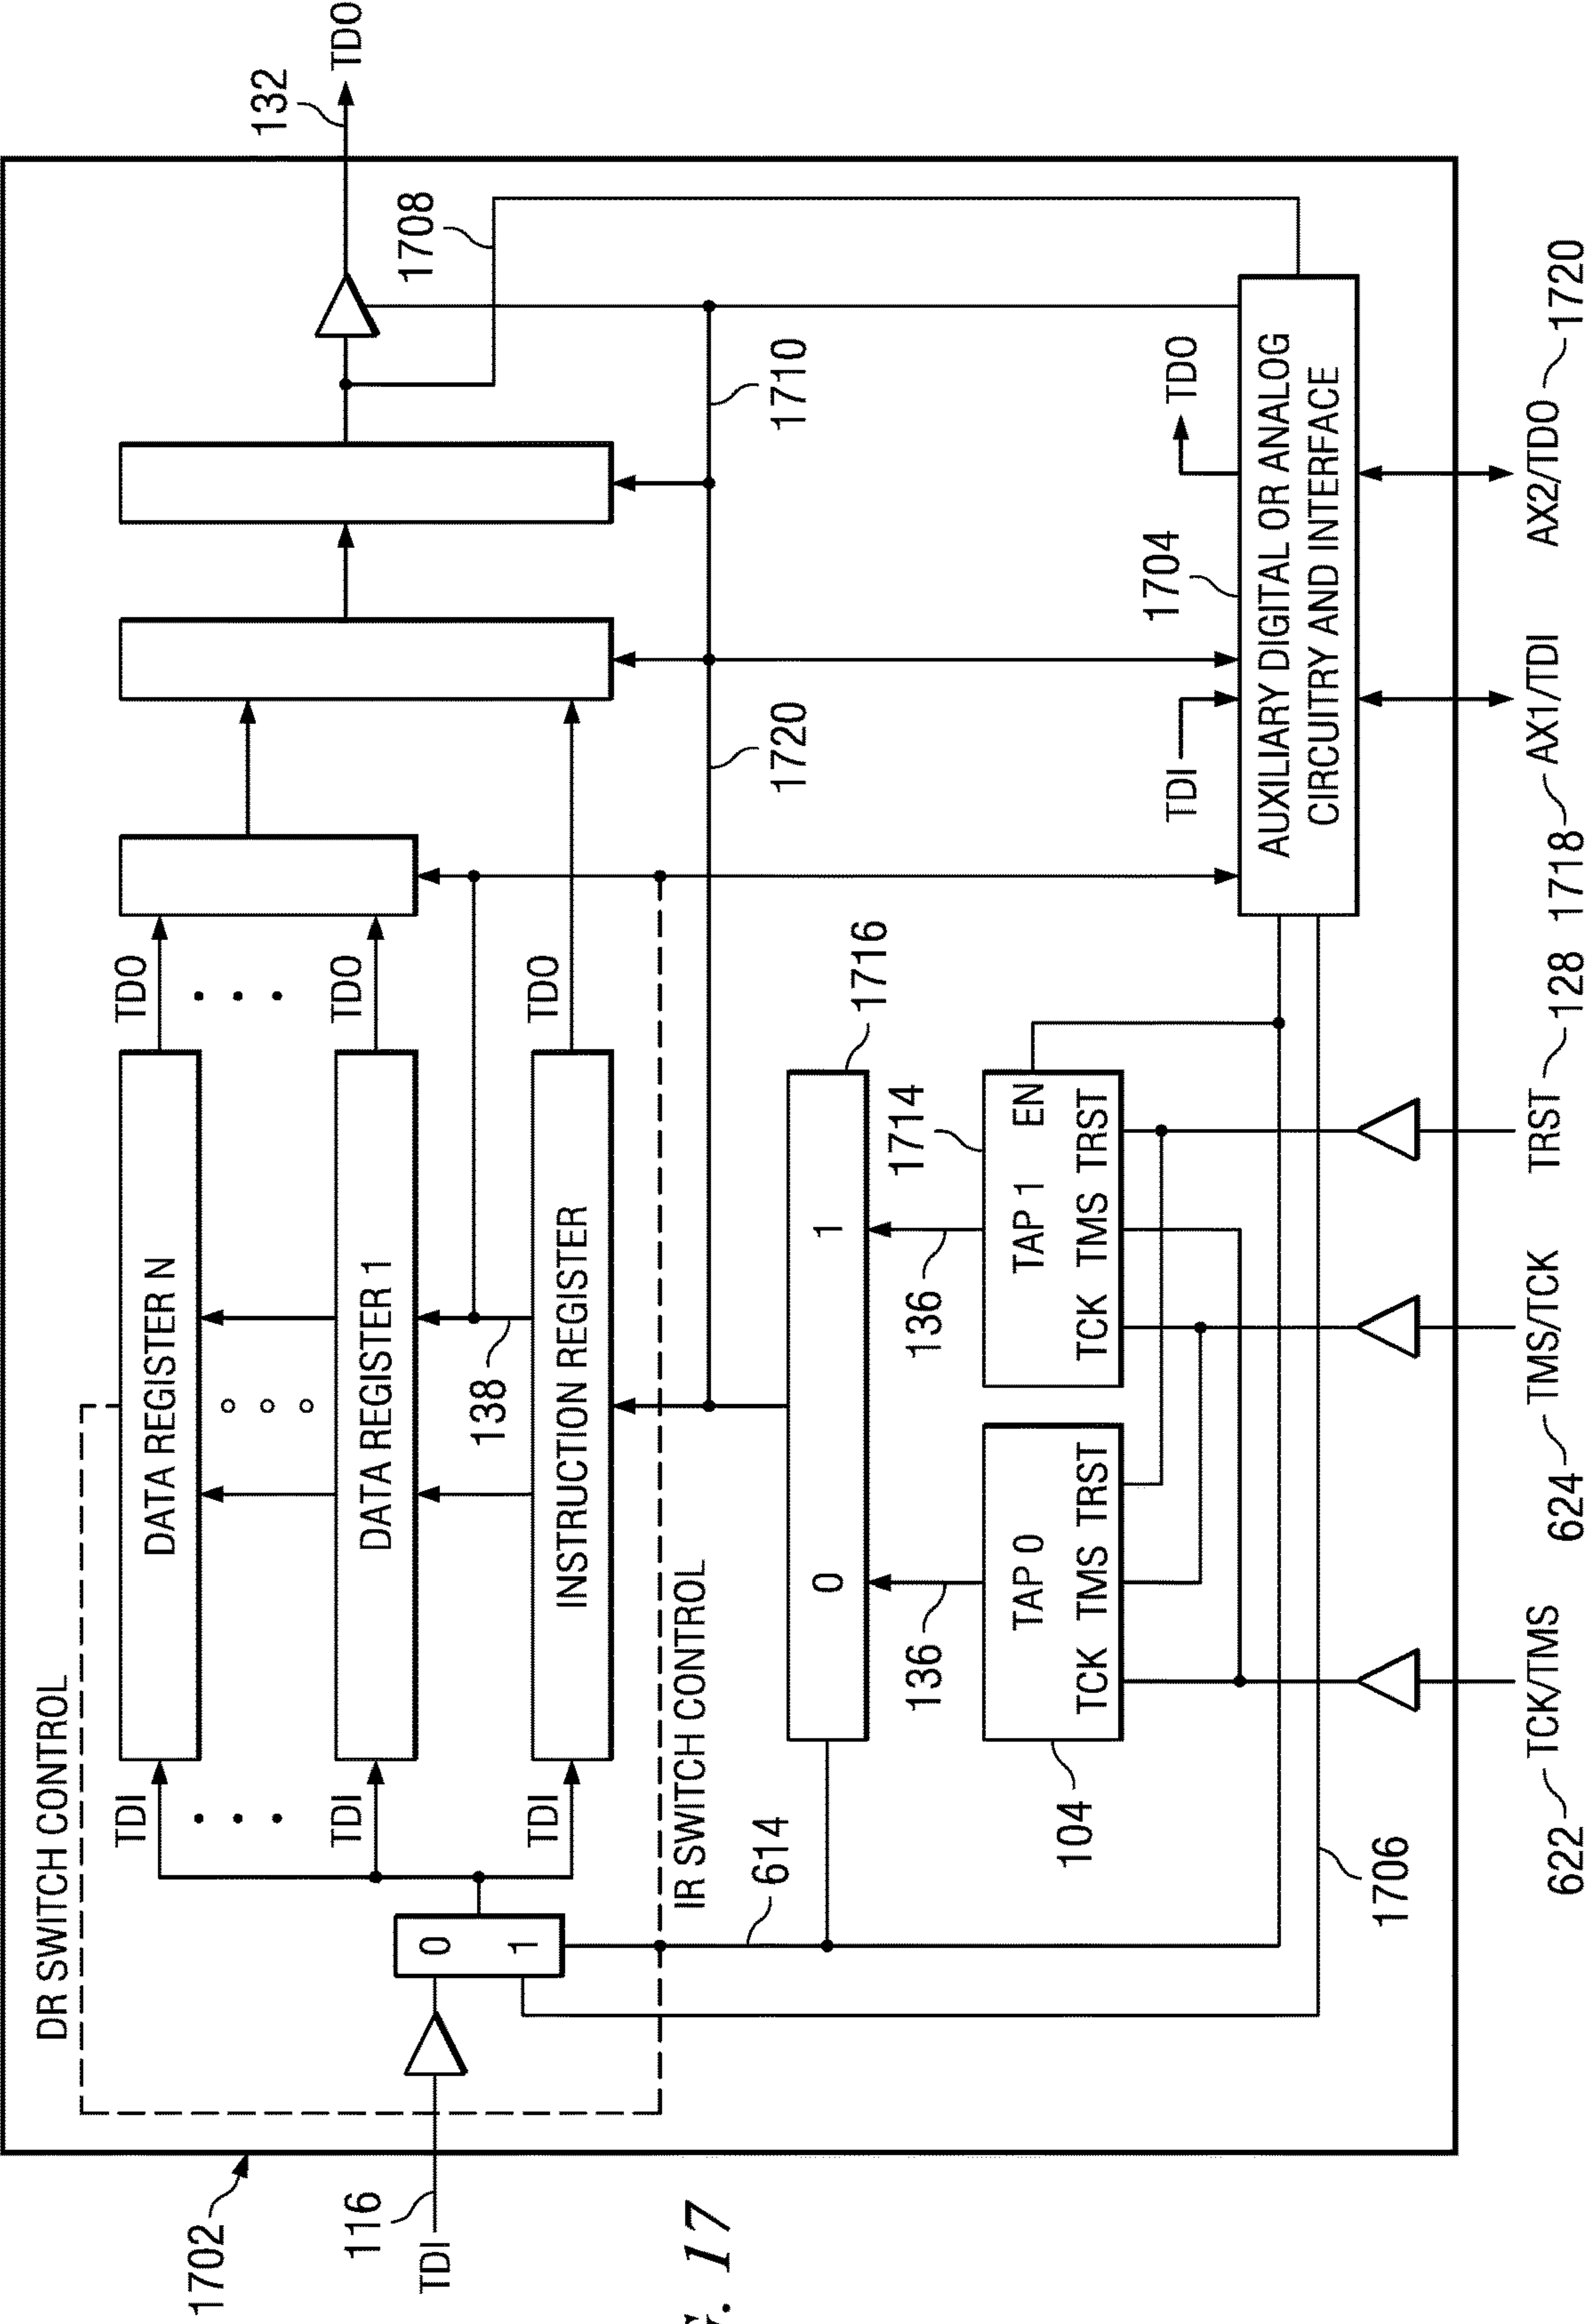 1702
116
TDI
DR SWITCH CONTROL
0
1
TDI
TDI
TDI
DATA REGISTER N
DATA REGISTER 1
INSTRUCTION REGISTER
138
TDO
TDO
TDO
132
TDO
1708
IR SWITCH CONTROL
614
1720
1710
0
1
1716
136
136
TAP 0
TCK TMS TRST
104
TAP 1 EN
TCK TMS TRST
1714
TDI
TDO
1704
AUXILIARY DIGITAL OR ANALOG
CIRCUITRY AND INTERFACE
1706
TCK/TMS
622
TMS/TCK
624
TRST
128
AX1/TDI
1718
AX2/TDO
1720
17